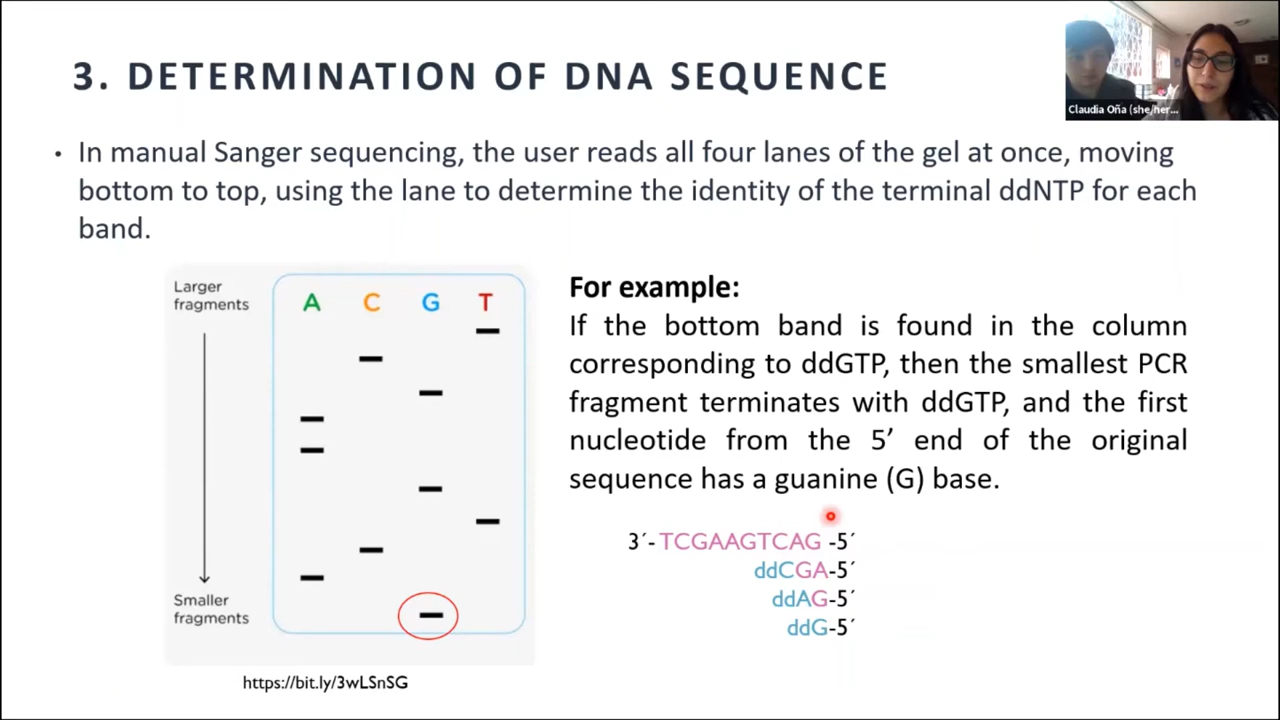 3. DETERMINATION OF DNA SEQUENCE
Claudia Oña (she/her...
• In manual Sanger sequencing, the user reads all four lanes of the gel at once, moving
bottom to top, using the lane to determine the identity of the terminal ddNTP for each
band.
Larger
fragments
A C G T
Smaller
fragments
https://bit.ly/3wLSnSG
For example:
If the bottom band is found in the column
corresponding to ddGTP, then the smallest PCR
fragment terminates with ddGTP, and the first
nucleotide from the 5’ end of the original
sequence has a guanine (G) base.
3´-TCGAAGTCAG -5´
ddCGA-5´
ddAG-5´
ddG-5´